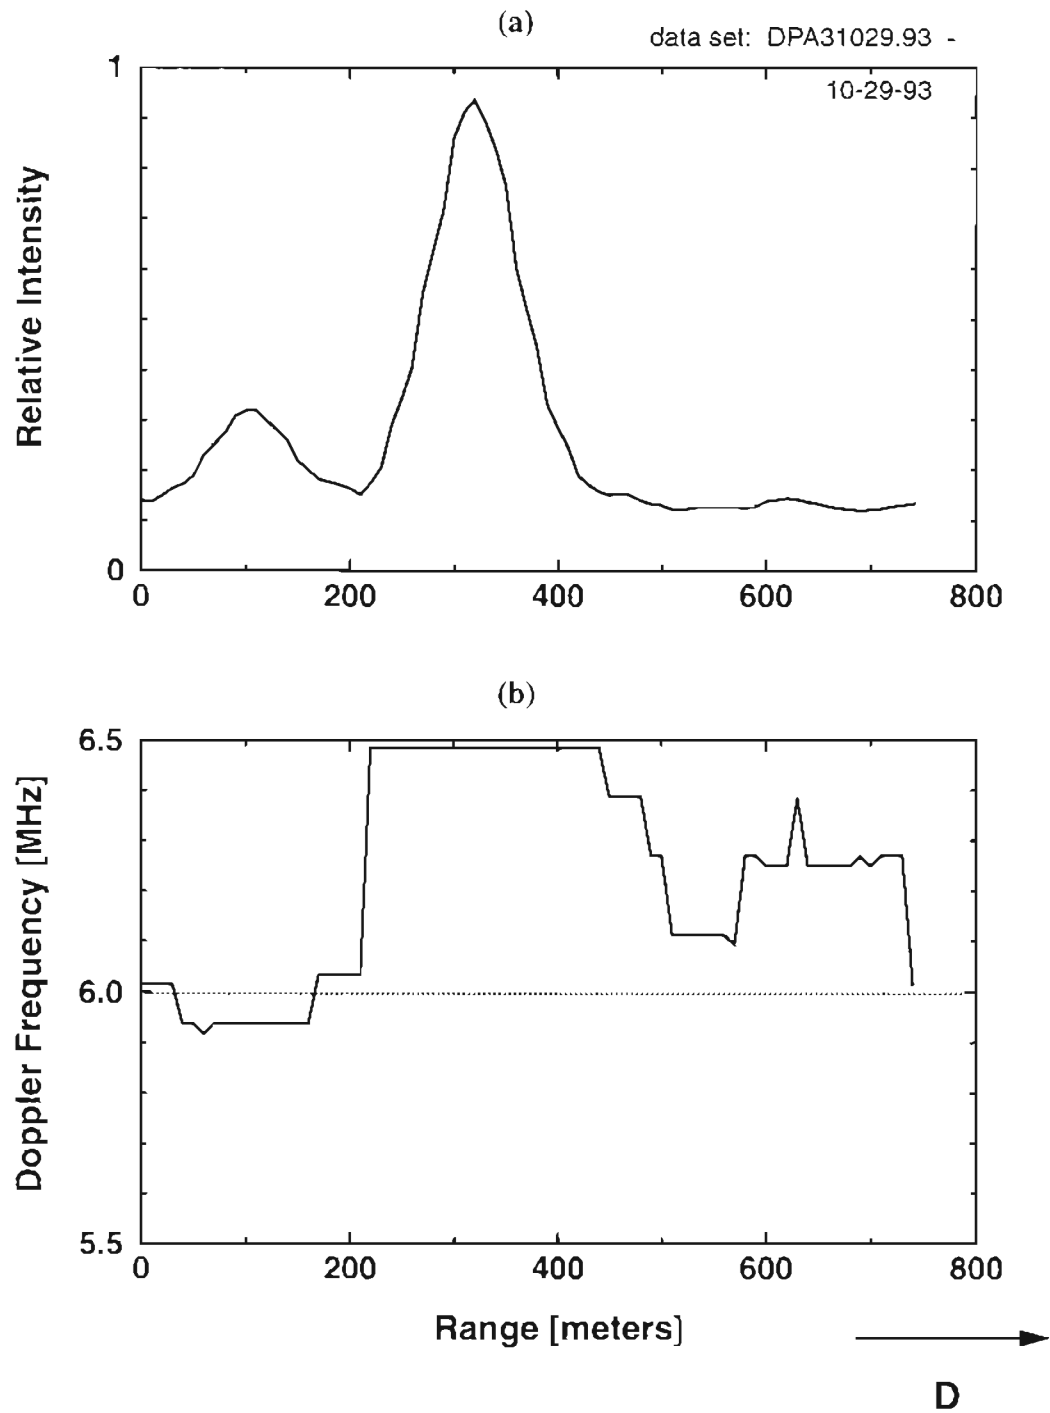 (a)
data set: DPA31029.93 -
10-29-93
1
Relative Intensity
0
0 200 400 600 800
(b)
6.5
Doppler Frequency [MHz]
6.0
5.5
0 200 400 600 800
Range [meters]
D